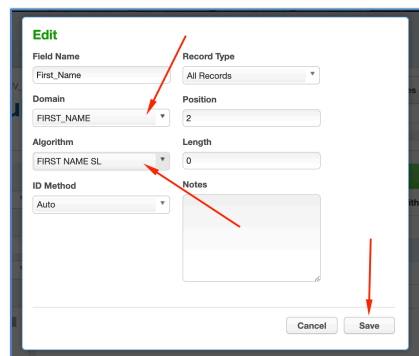 Edit
Field Name Record Type
First_Name All Records
Domain Position
FIRST_NAME 2
Algorithm Length
FIRST NAME SL 0
ID Method Notes
Auto
Cancel Save